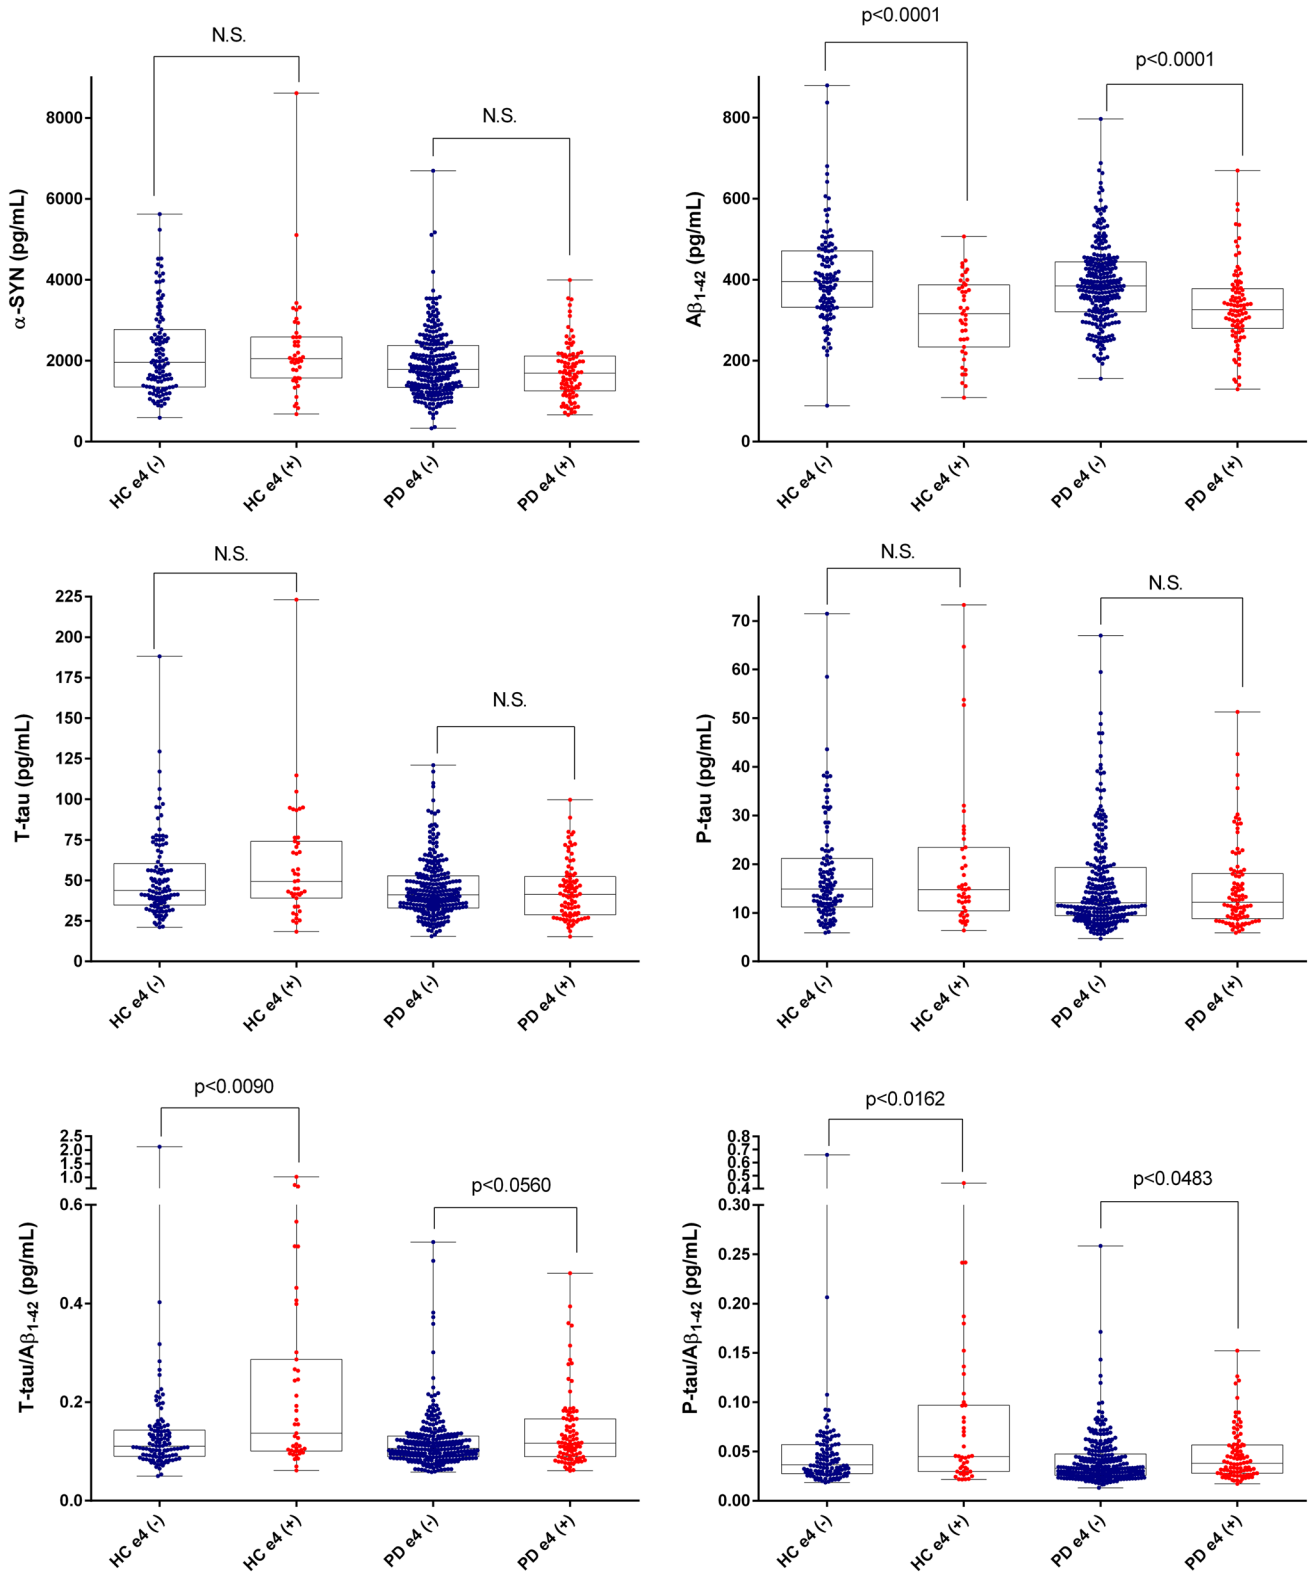 N.S.
N.S.
α-SYN (pg/mL)
8000
6000
4000
2000
0
HC e4 (-)
HC e4 (+)
PD e4 (-)
PD e4 (+)
p<0.0001
p<0.0001
Aβ1-42 (pg/mL)
800
600
400
200
0
HC e4 (-)
HC e4 (+)
PD e4 (-)
PD e4 (+)
N.S.
N.S.
T-tau (pg/mL)
225
200
175
150
125
100
75
50
25
0
HC e4 (-)
HC e4 (+)
PD e4 (-)
PD e4 (+)
N.S.
N.S.
P-tau (pg/mL)
70
60
50
40
30
20
10
0
HC e4 (-)
HC e4 (+)
PD e4 (-)
PD e4 (+)
p<0.0090
p<0.0560
T-tau/Aβ1-42 (pg/mL)
2.5
2.0
1.5
1.0
0.6
0.4
0.2
0.0
HC e4 (-)
HC e4 (+)
PD e4 (-)
PD e4 (+)
p<0.0162
p<0.0483
P-tau/Aβ1-42 (pg/mL)
0.8
0.7
0.6
0.5
0.4
0.30
0.25
0.20
0.15
0.10
0.05
0.00
HC e4 (-)
HC e4 (+)
PD e4 (-)
PD e4 (+)